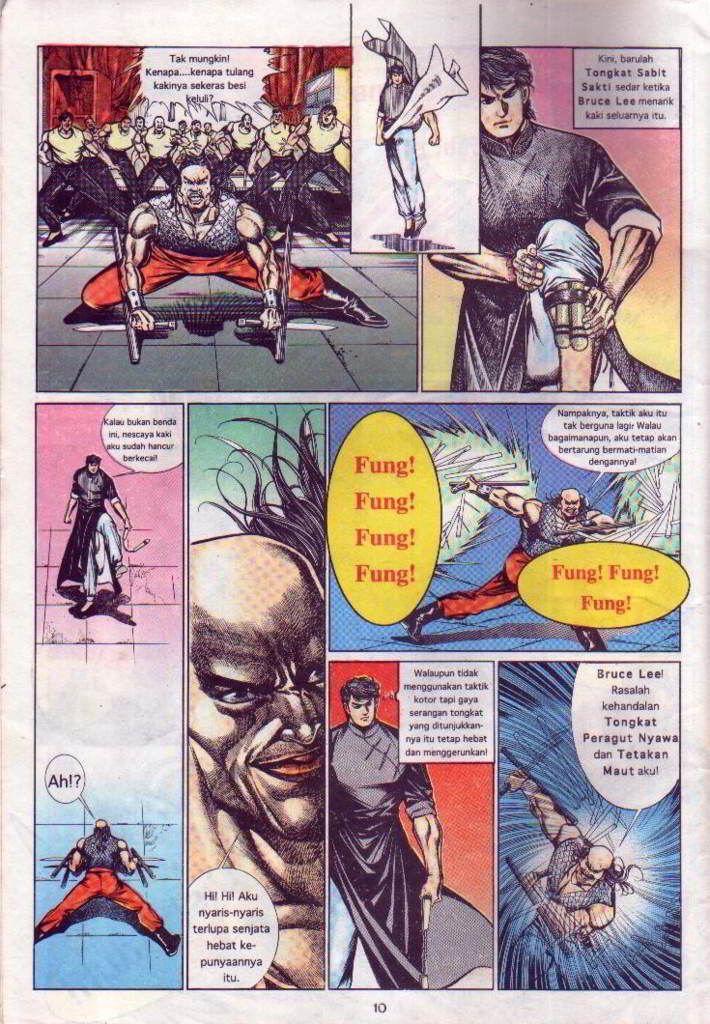 Tak mungkin!
Kenapa....kenapa tulang
kakinya sekeras besi
keluli?
Kini, barulah
Tongkat Sabit
Sakti sedar ketika
Bruce Lee menarik
kaki seluarnya itu.
Kalau bukan benda
ini, nescaya kaki
aku sudah hancur
berkecai!
Ah!?
Hi! Hi! Aku
nyaris-nyaris
terlupa senjata
hebat ke-
punyaannya
itu.
Fung!
Fung!
Fung!
Fung!
Nampaknya, taktik aku itu
tak berguna lagi! Walau
bagaimanapun, aku tetap akan
bertarung bermati-matian
dengannya!
Fung! Fung!
Fung!
Walaupun tidak
menggunakan taktik
kotor tapi gaya
serangan tongkat
yang ditunjukkan-
nya itu tetap hebat
dan menggerunkan!
Bruce Lee!
Rasalah
kehandalan
Tongkat
Peragut Nyawa
dan Tetakan
Maut aku!
10